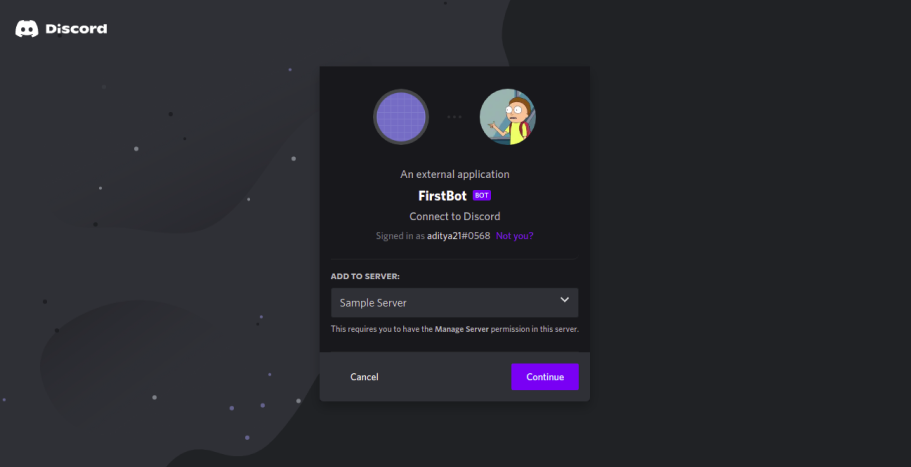 Discord
An external application
FirstBot BOT
Connect to Discord
Signed in as aditya21#0568 Not you?
ADD TO SERVER:
Sample Server
This requires you to have the Manage Server permission in this server.
Cancel
Continue